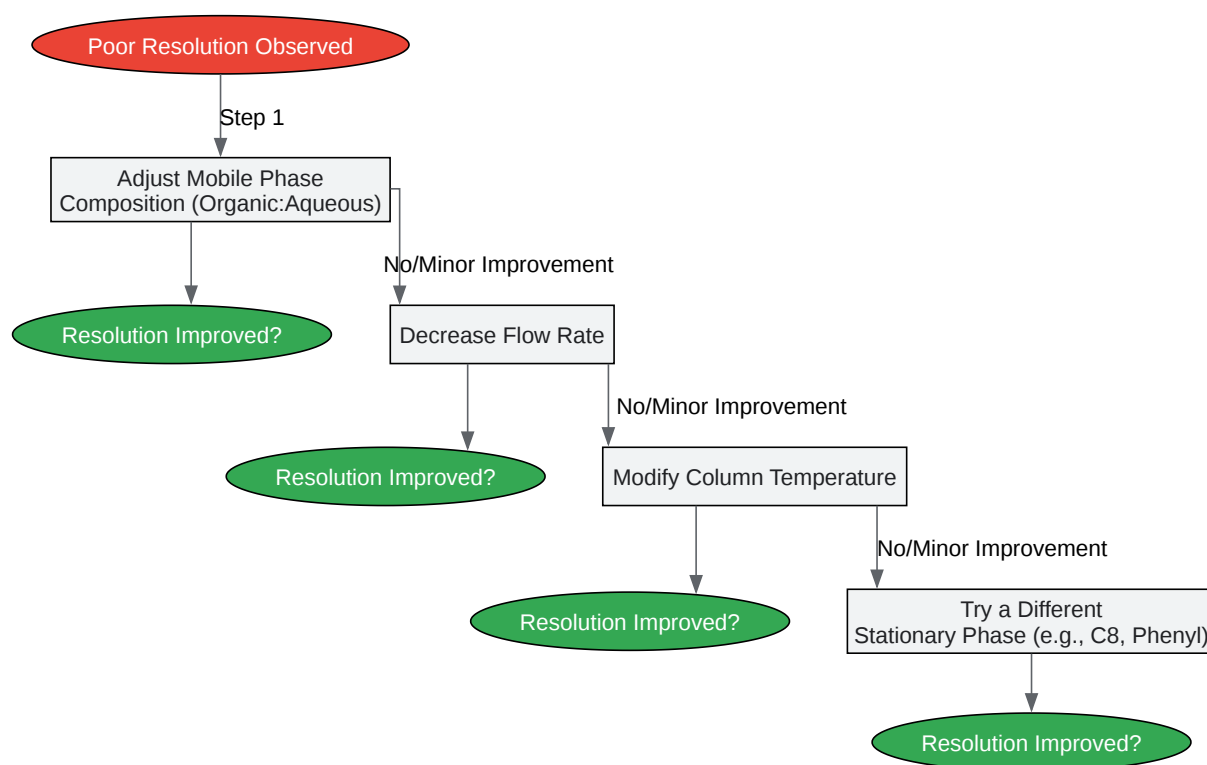 Poor Resolution Observed
Step 1
Adjust Mobile Phase
Composition (Organic:Aqueous)
No/Minor Improvement
Resolution Improved?
Decrease Flow Rate
No/Minor Improvement
Resolution Improved?
Modify Column Temperature
No/Minor Improvement
Resolution Improved?
Try a Different
Stationary Phase (e.g., C8, Phenyl)
Resolution Improved?